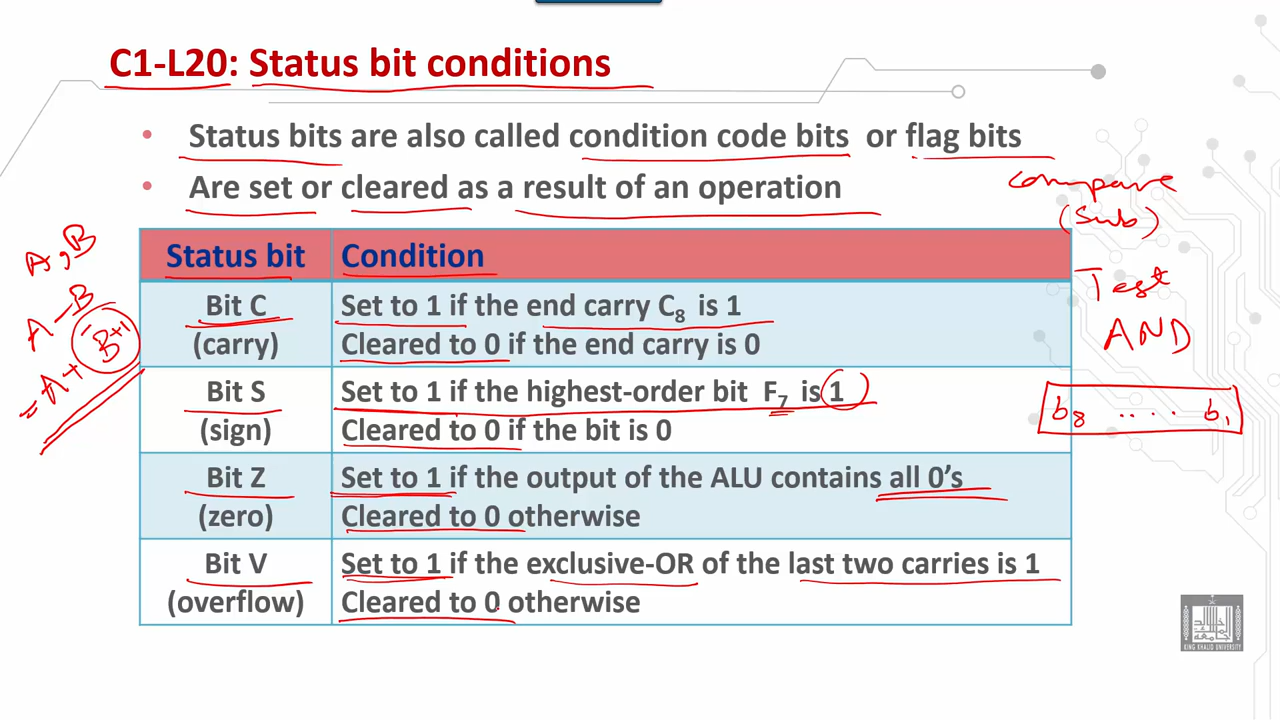 C1-L20: Status bit conditions
• Status bits are also called condition code bits or flag bits
• Are set or cleared as a result of an operation
Compare
(Sub)
Test
AND
b8 ..... b1
A, B
A - B
= A + B̅+1
Status bit
Condition
Bit C
(carry)
Set to 1 if the end carry C8 is 1
Cleared to 0 if the end carry is 0
Bit S
(sign)
Set to 1 if the highest-order bit F7 is 1
Cleared to 0 if the bit is 0
Bit Z
(zero)
Set to 1 if the output of the ALU contains all 0's
Cleared to 0 otherwise
Bit V
(overflow)
Set to 1 if the exclusive-OR of the last two carries is 1
Cleared to 0 otherwise
KING KHALID UNIVERSITY